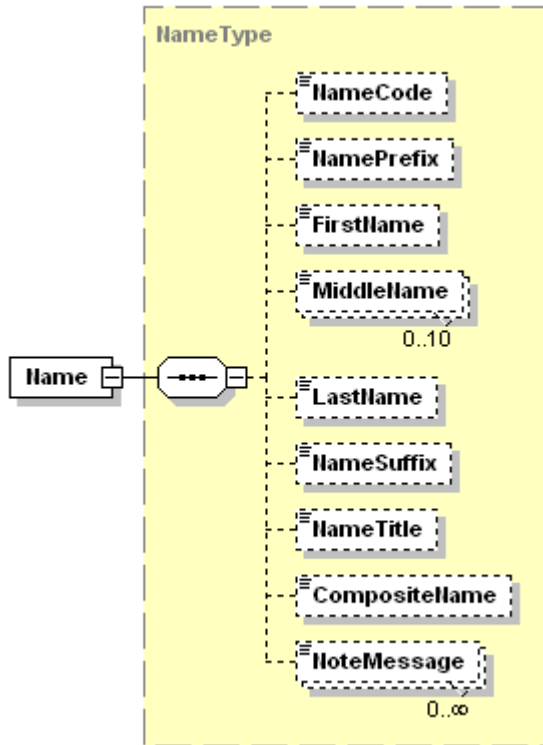 NameType
NameCode
NamePrefix
FirstName
MiddleName
0..10
Name
LastName
NameSuffix
NameTitle
CompositeName
NoteMessage
0..∞